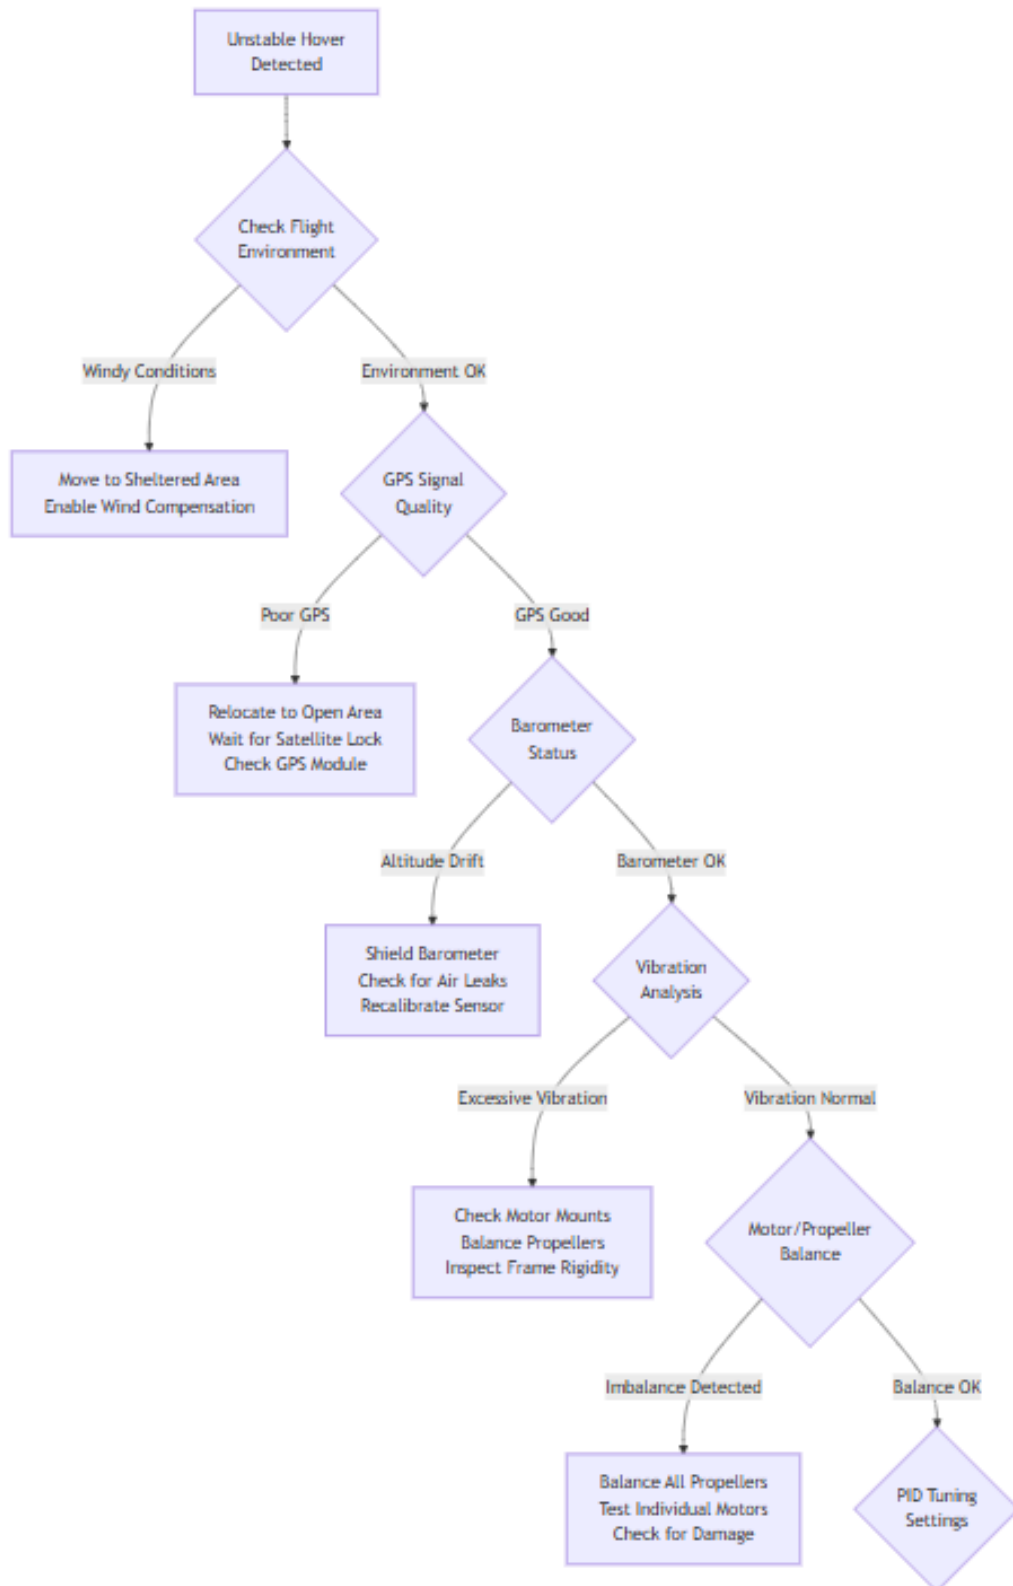 Unstable Hover
Detected
Check Flight
Environment
Windy Conditions
Environment OK
Move to Sheltered Area
Enable Wind Compensation
GPS Signal
Quality
Poor GPS
GPS Good
Relocate to Open Area
Wait for Satellite Lock
Check GPS Module
Barometer
Status
Altitude Drift
Barometer OK
Shield Barometer
Check for Air Leaks
Recalibrate Sensor
Vibration
Analysis
Excessive Vibration
Vibration Normal
Check Motor Mounts
Balance Propellers
Inspect Frame Rigidity
Motor/Propeller
Balance
Imbalance Detected
Balance OK
Balance All Propellers
Test Individual Motors
Check for Damage
PID Tuning
Settings